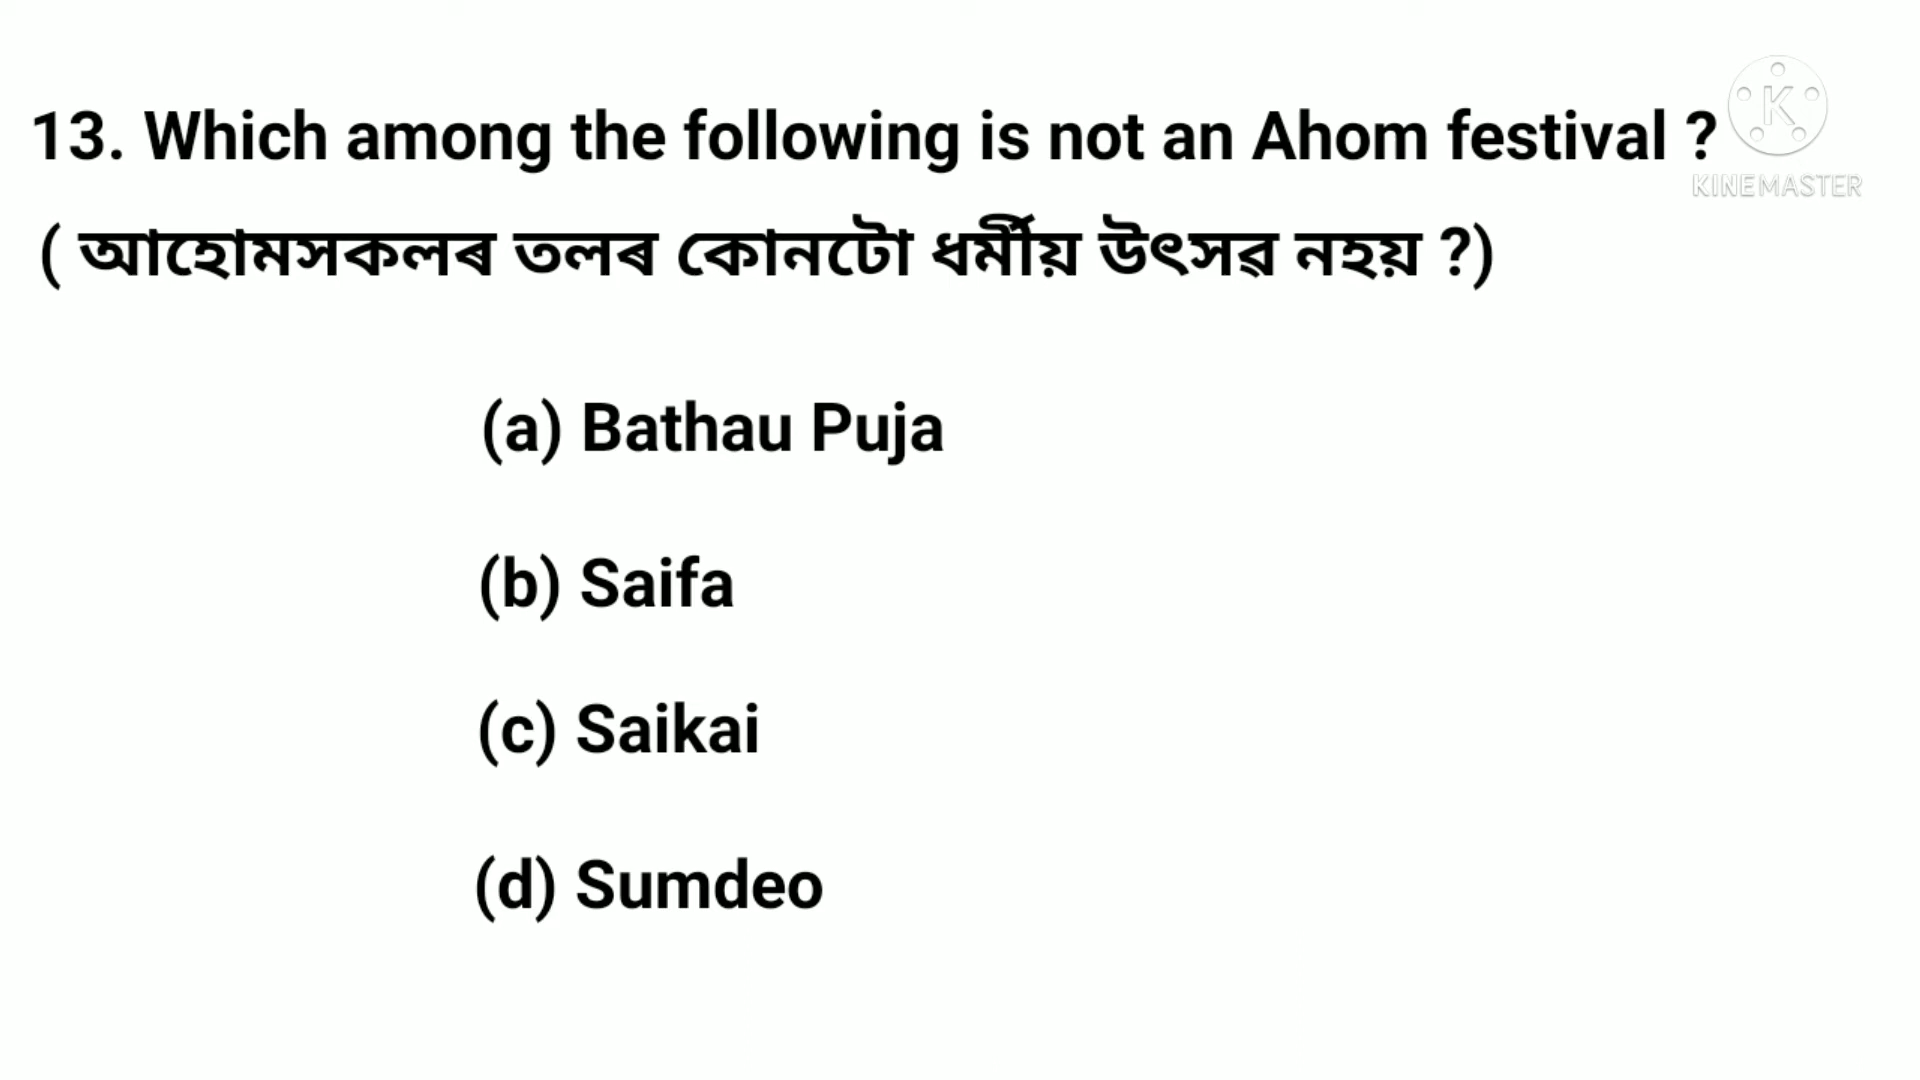 13. Which among the following is not an Ahom festival ?
K
KINEMASTER
( আহোমসকলৰ তলৰ কোনটো ধৰ্মীয় উৎসৱ নহয় ?)
(a) Bathau Puja
(b) Saifa
(c) Saikai
(d) Sumdeo